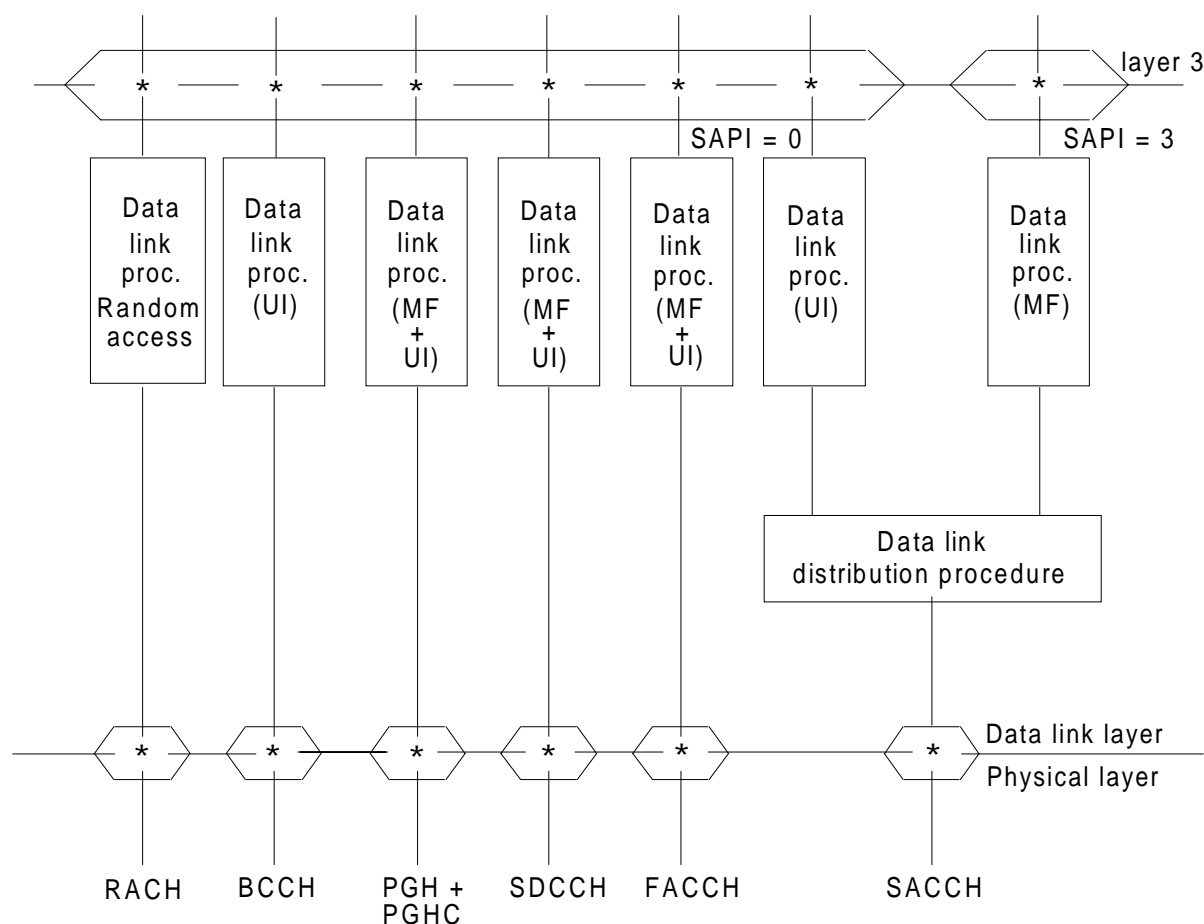 layer 3
* * * * * * *
SAPI = 0
SAPI = 3
Data
link
proc.
Random
access
Data
link
proc.
(UI)
Data
link
proc.
(MF
+
UI)
Data
link
proc.
(MF
+
UI)
Data
link
proc.
(MF
+
UI)
Data
link
proc.
(UI)
Data
link
proc.
(MF)
Data link
distribution procedure
* * * * * *
Data link layer
Physical layer
RACH
BCCH
PGH +
PGHC
SDCCH
FACCH
SACCH